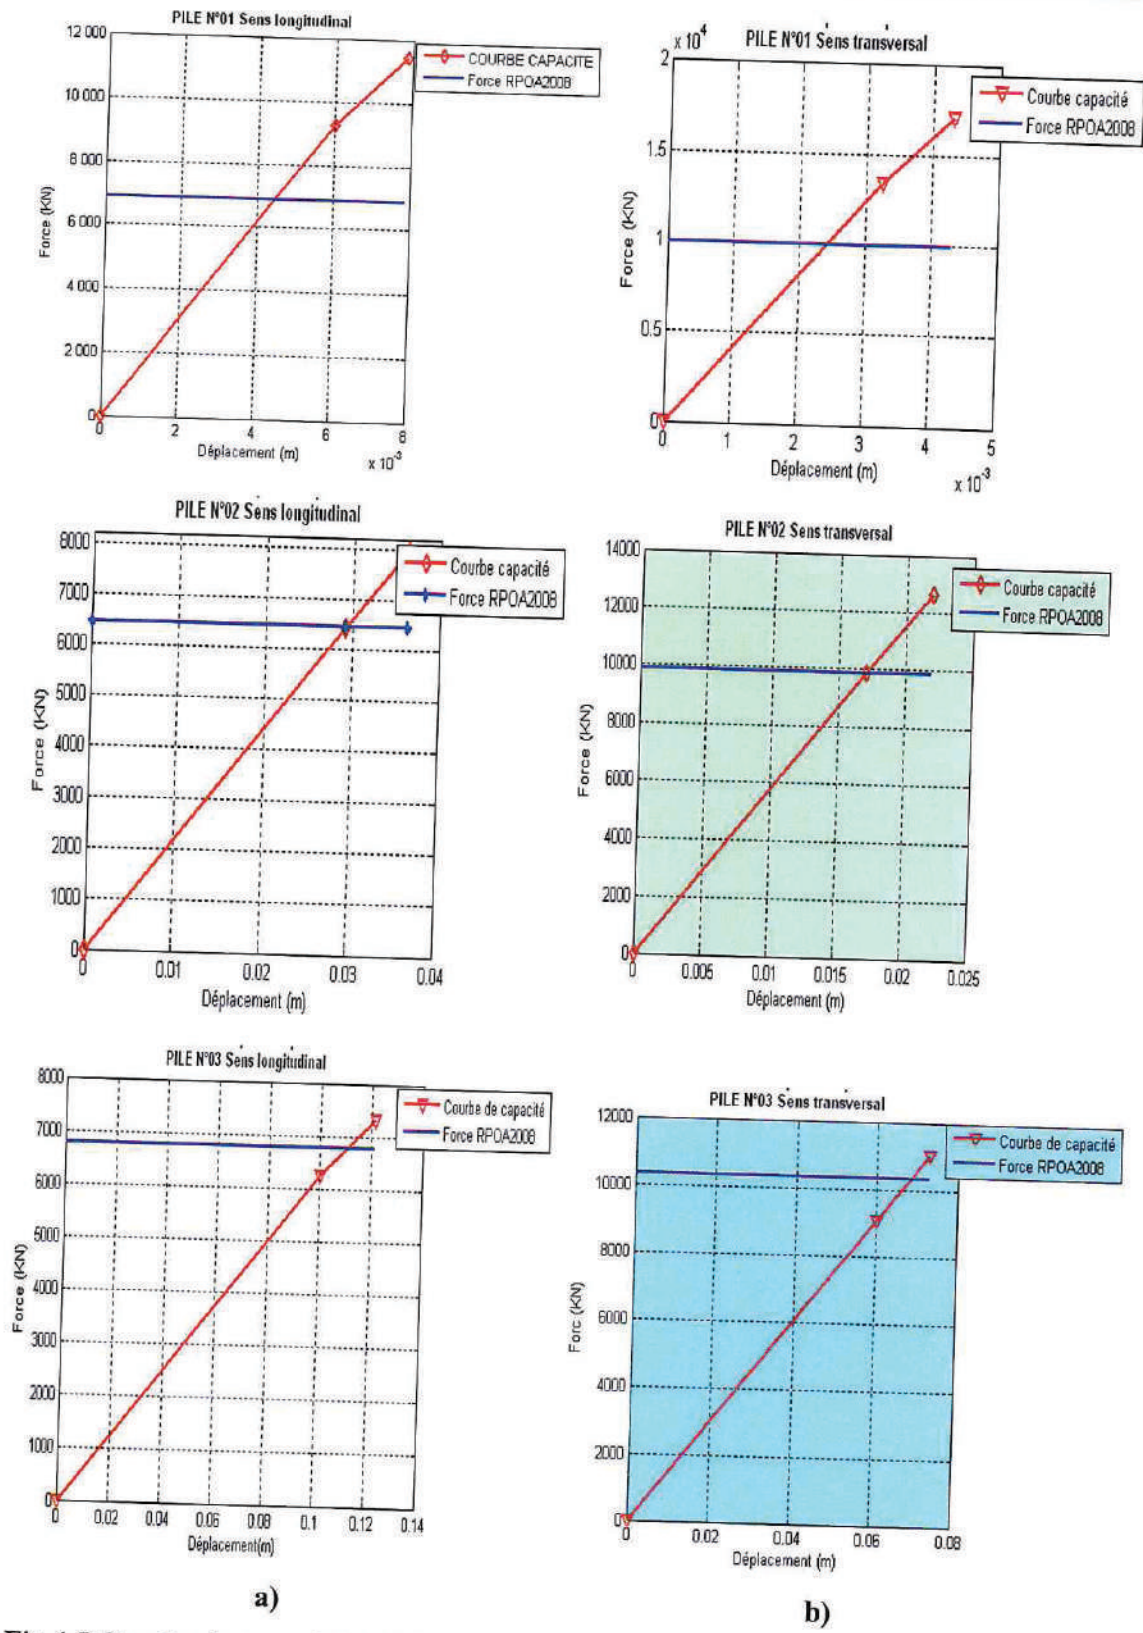 PILE N°01 Sens longitudinal
12 000
10 000
8 000
6 000
4 000
2 000
0
Force (KN)
0 2 4 6 8
Déplacement (m)
x 10-3
COURBE CAPACITE
Force RPOA2008
PILE N°01 Sens transversal
x 10 4
2
1.5
1
0.5
0
Force (KN)
0 1 2 3 4 5
Déplacement (m)
x 10-3
Courbe capacité
Force RPOA2008
PILE N°02 Sens longitudinal
8000
7000
6000
5000
4000
3000
2000
1000
0
Force (KN)
0 0.01 0.02 0.03 0.04
Déplacement (m)
Courbe capacité
Force RPOA2008
PILE N°02 Sens transversal
14000
12000
10000
8000
6000
4000
2000
0
Force (KN)
0 0.005 0.01 0.015 0.02 0.025
Déplacement (m)
Courbe capacité
Force RPOA2008
PILE N°03 Sens longitudinal
8000
7000
6000
5000
4000
3000
2000
1000
0
Force (KN)
0 0.02 0.04 0.06 0.08 0.1 0.12 0.14
Déplacement(m)
Courbe de capacité
Force RPOA2008
PILE N°03 Sens transversal
12000
10000
8000
6000
4000
2000
0
Forc (KN)
0 0.02 0.04 0.06 0.08
Déplacement (m)
Courbe de capacité
Force RPOA2008
a)
b)